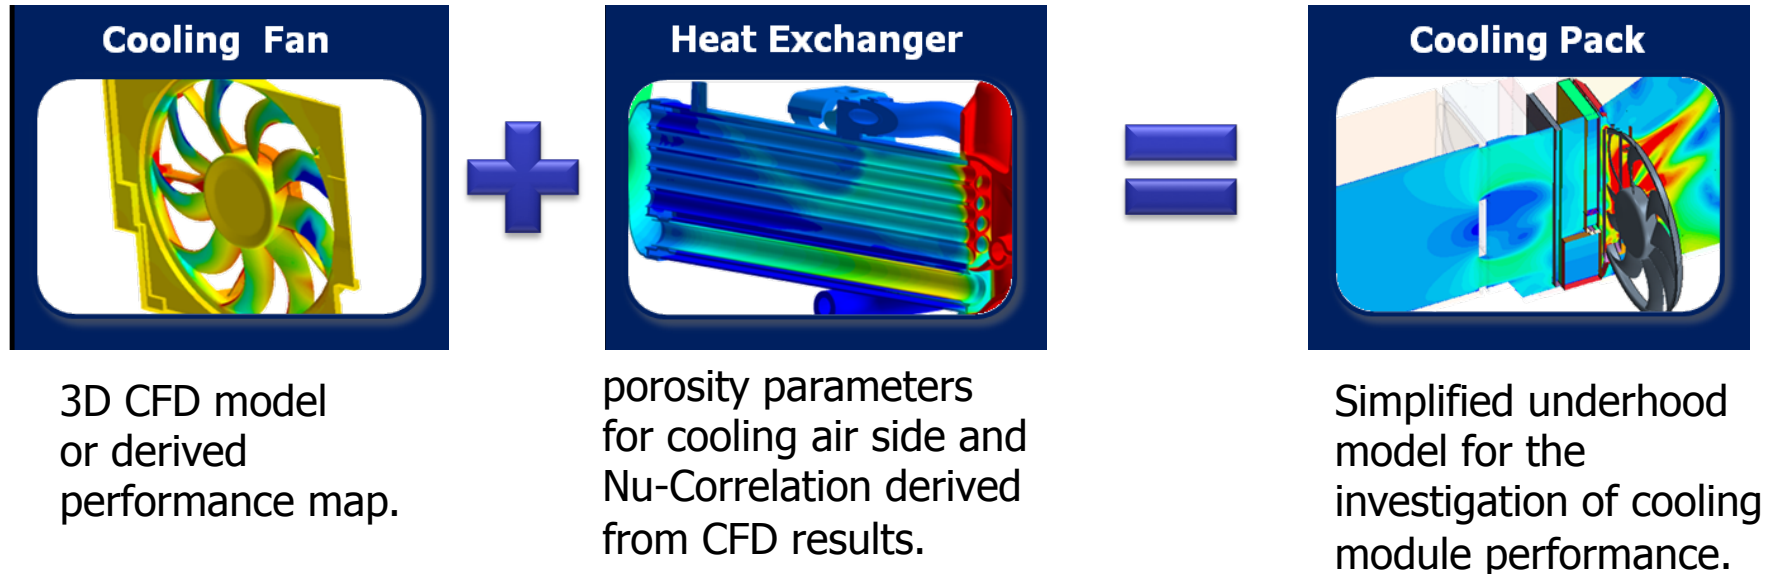 Cooling Fan
3D CFD model
or derived
performance map.
Heat Exchanger
porosity parameters
for cooling air side and
Nu-Correlation derived
from CFD results.
Cooling Pack
Simplified underhood
model for the
investigation of cooling
module performance.